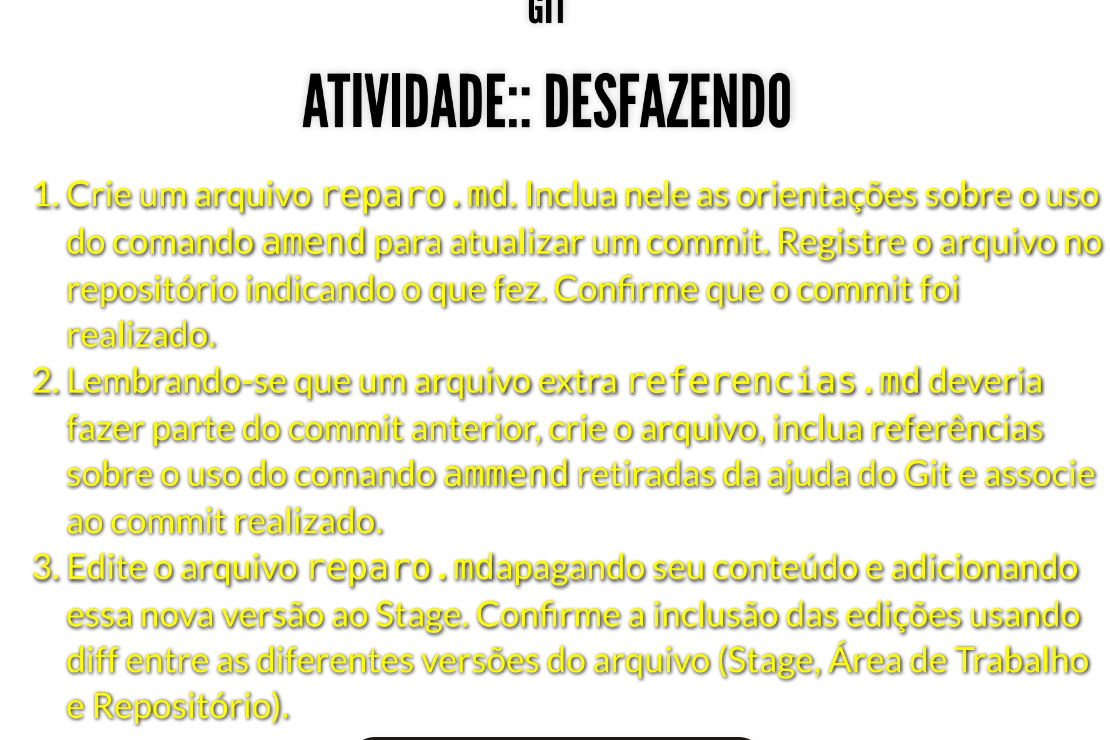 GIT
ATIVIDADE:: DESFAZENDO
1. Crie um arquivo reparo.md. Inclua nele as orientações sobre o uso
do comando amend para atualizar um commit. Registre o arquivo no
repositório indicando o que fez. Confirme que o commit foi
realizado.
2. Lembrando-se que um arquivo extra referencias.md deveria
fazer parte do commit anterior, crie o arquivo, inclua referências
sobre o uso do comando ammend retiradas da ajuda do Git e associe
ao commit realizado.
3. Edite o arquivo reparo.mdapagando seu conteúdo e adicionando
essa nova versão ao Stage. Confirme a inclusão das edições usando
diff entre as diferentes versões do arquivo (Stage, Área de Trabalho
e Repositório).